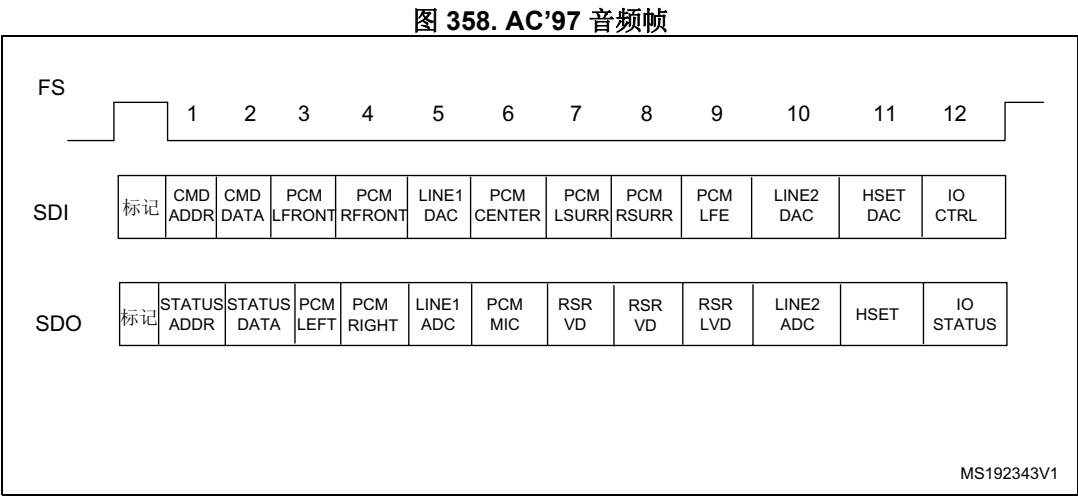 图 358. AC'97 音频帧
FS
1 2 3 4 5 6 7 8 9 10 11 12
SDI
标记 CMD ADDR CMD DATA PCM LFRONT PCM RFRONT LINE1 DAC PCM CENTER PCM LSURR PCM RSURR PCM LFE LINE2 DAC HSET DAC IO CTRL
SDO
标记 STATUS ADDR STATUS DATA PCM LEFT PCM RIGHT LINE1 ADC PCM MIC RSR VD RSR VD RSR LVD LINE2 ADC HSET IO STATUS
MS192343V1